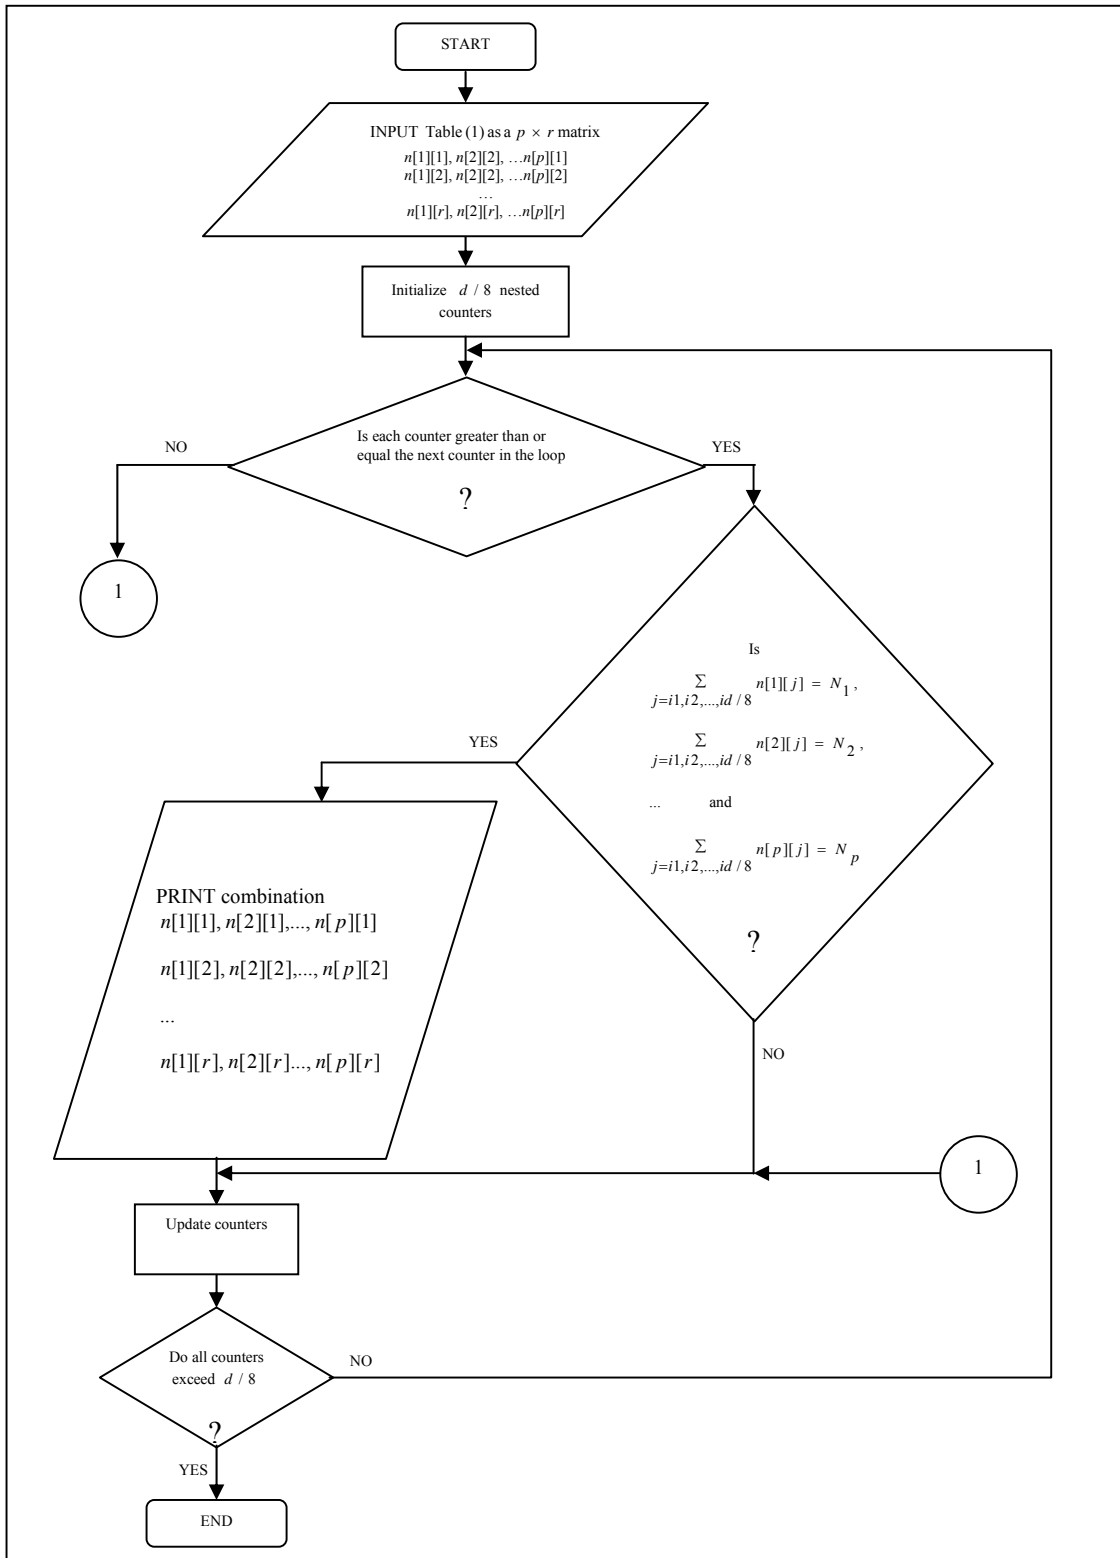 START
INPUT Table (1) as a p × r matrix
n[1][1], n[2][2], …n[p][1]
n[1][2], n[2][2], …n[p][2]
…
n[1][r], n[2][r], …n[p][r]
Initialize d / 8 nested
counters
Is each counter greater than or
equal the next counter in the loop
?
NO
YES
1
Is
∑ n[1][j] = N1,
j=i1,i2,...,id/8
∑ n[2][j] = N2,
j=i1,i2,...,id/8
... and
∑ n[p][j] = Np
j=i1,i2,...,id/8
?
YES
NO
PRINT combination
n[1][1], n[2][1],..., n[p][1]
n[1][2], n[2][2],..., n[p][2]
...
n[1][r], n[2][r]..., n[p][r]
1
Update counters
Do all counters
exceed d / 8
?
NO
YES
END